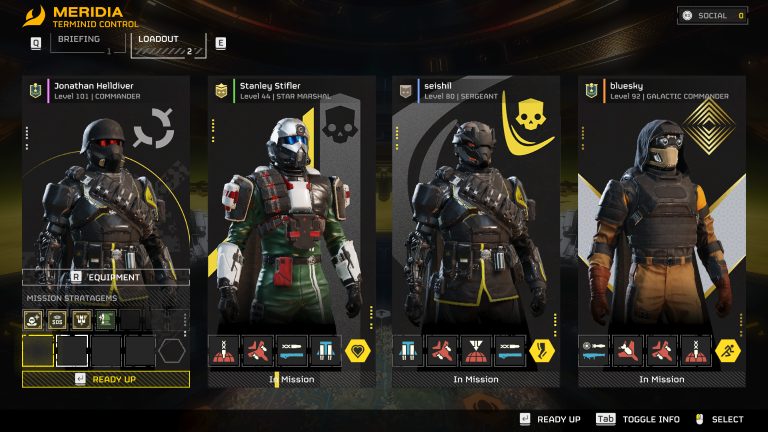 MERIDIA
TERMINID CONTROL
SOCIAL 0
Q BRIEFING 1 LOADOUT 2 E
Jonathan Helldiver
Level 101 | COMMANDER
Stanley Stifler
Level 44 | STAR MARSHAL
seishil
Level 80 | SERGEANT
bluesky
Level 92 | GALACTIC COMMANDER
R EQUIPMENT
MISSION STRATAGEMS
SOS
READY UP
In Mission
In Mission
In Mission
READY UP Tab TOGGLE INFO SELECT